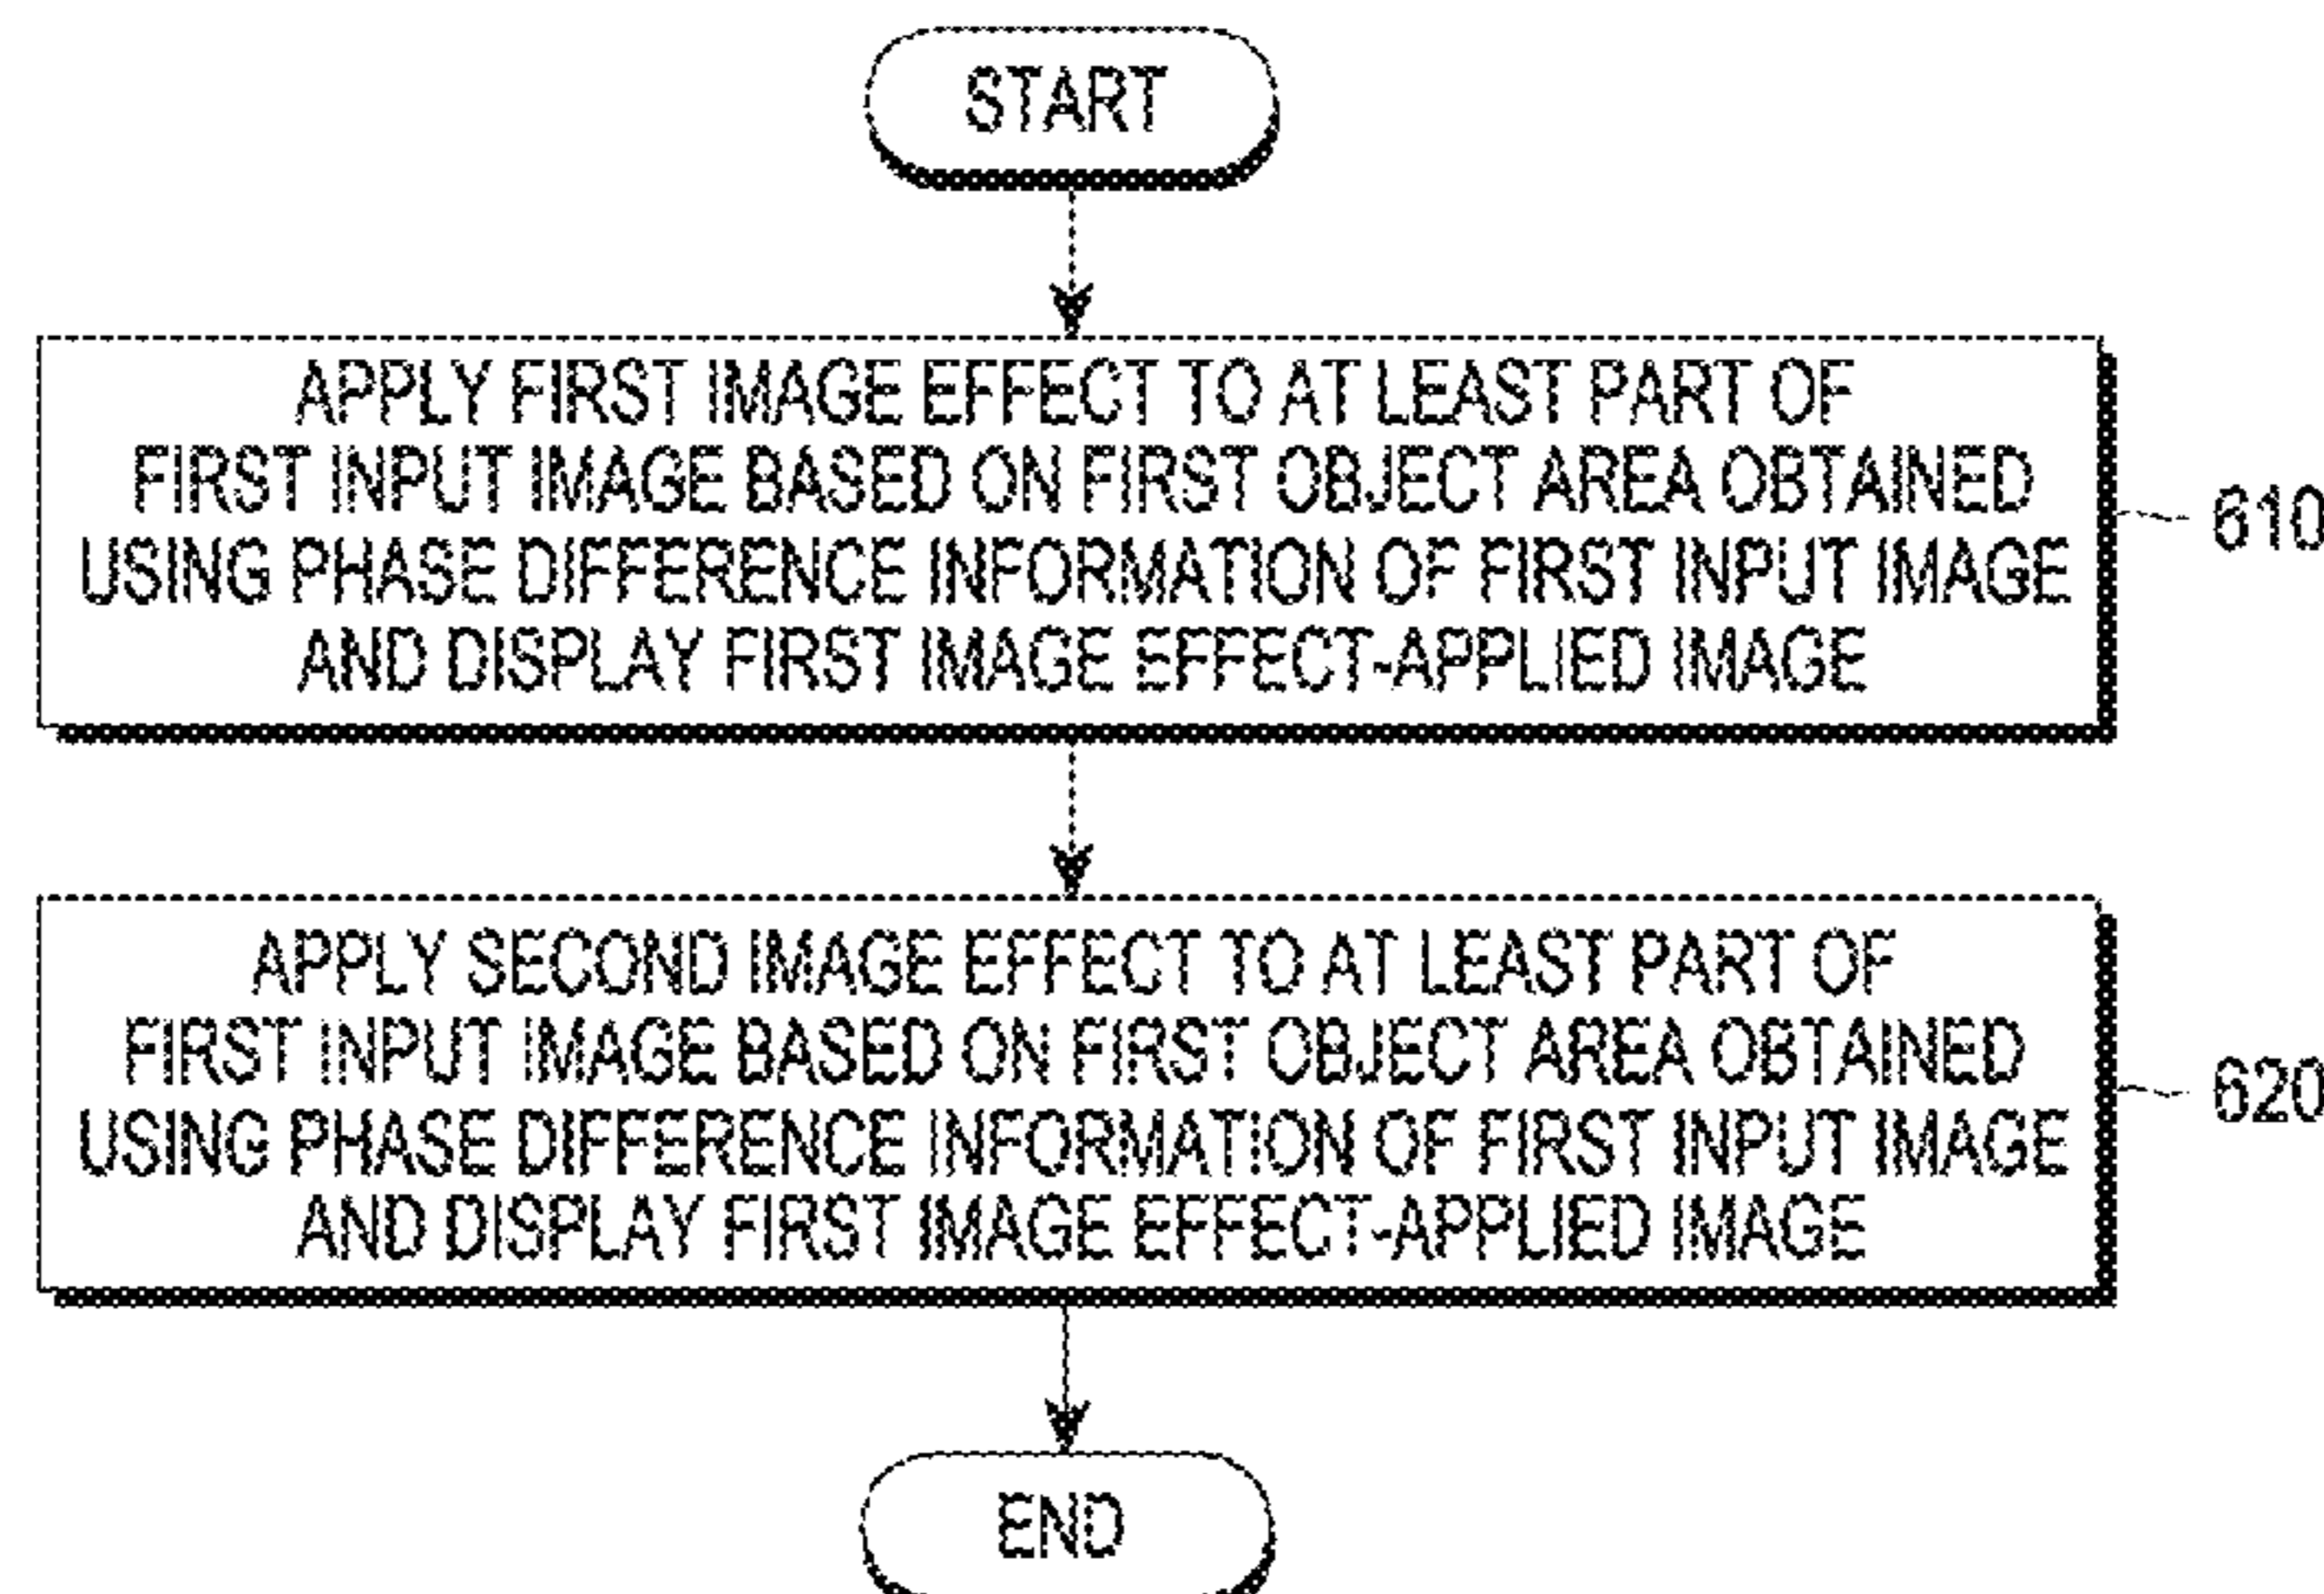 START
APPLY FIRST IMAGE EFFECT TO AT LEAST PART OF
FIRST INPUT IMAGE BASED ON FIRST OBJECT AREA OBTAINED
USING PHASE DIFFERENCE INFORMATION OF FIRST INPUT IMAGE
AND DISPLAY FIRST IMAGE EFFECT-APPLIED IMAGE
610
APPLY SECOND IMAGE EFFECT TO AT LEAST PART OF
FIRST INPUT IMAGE BASED ON FIRST OBJECT AREA OBTAINED
USING PHASE DIFFERENCE INFORMATION OF FIRST INPUT IMAGE
AND DISPLAY FIRST IMAGE EFFECT-APPLIED IMAGE
620
END